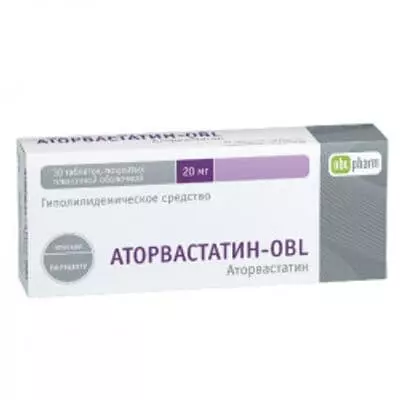 АТОРВАСТАТИН-OBL
obl pharm
30 таблеток, покрытых
пленочной оболочкой
20 мг
Гиполипидемическое средство
АТОРВАСТАТИН-OBL
Аторвастатин